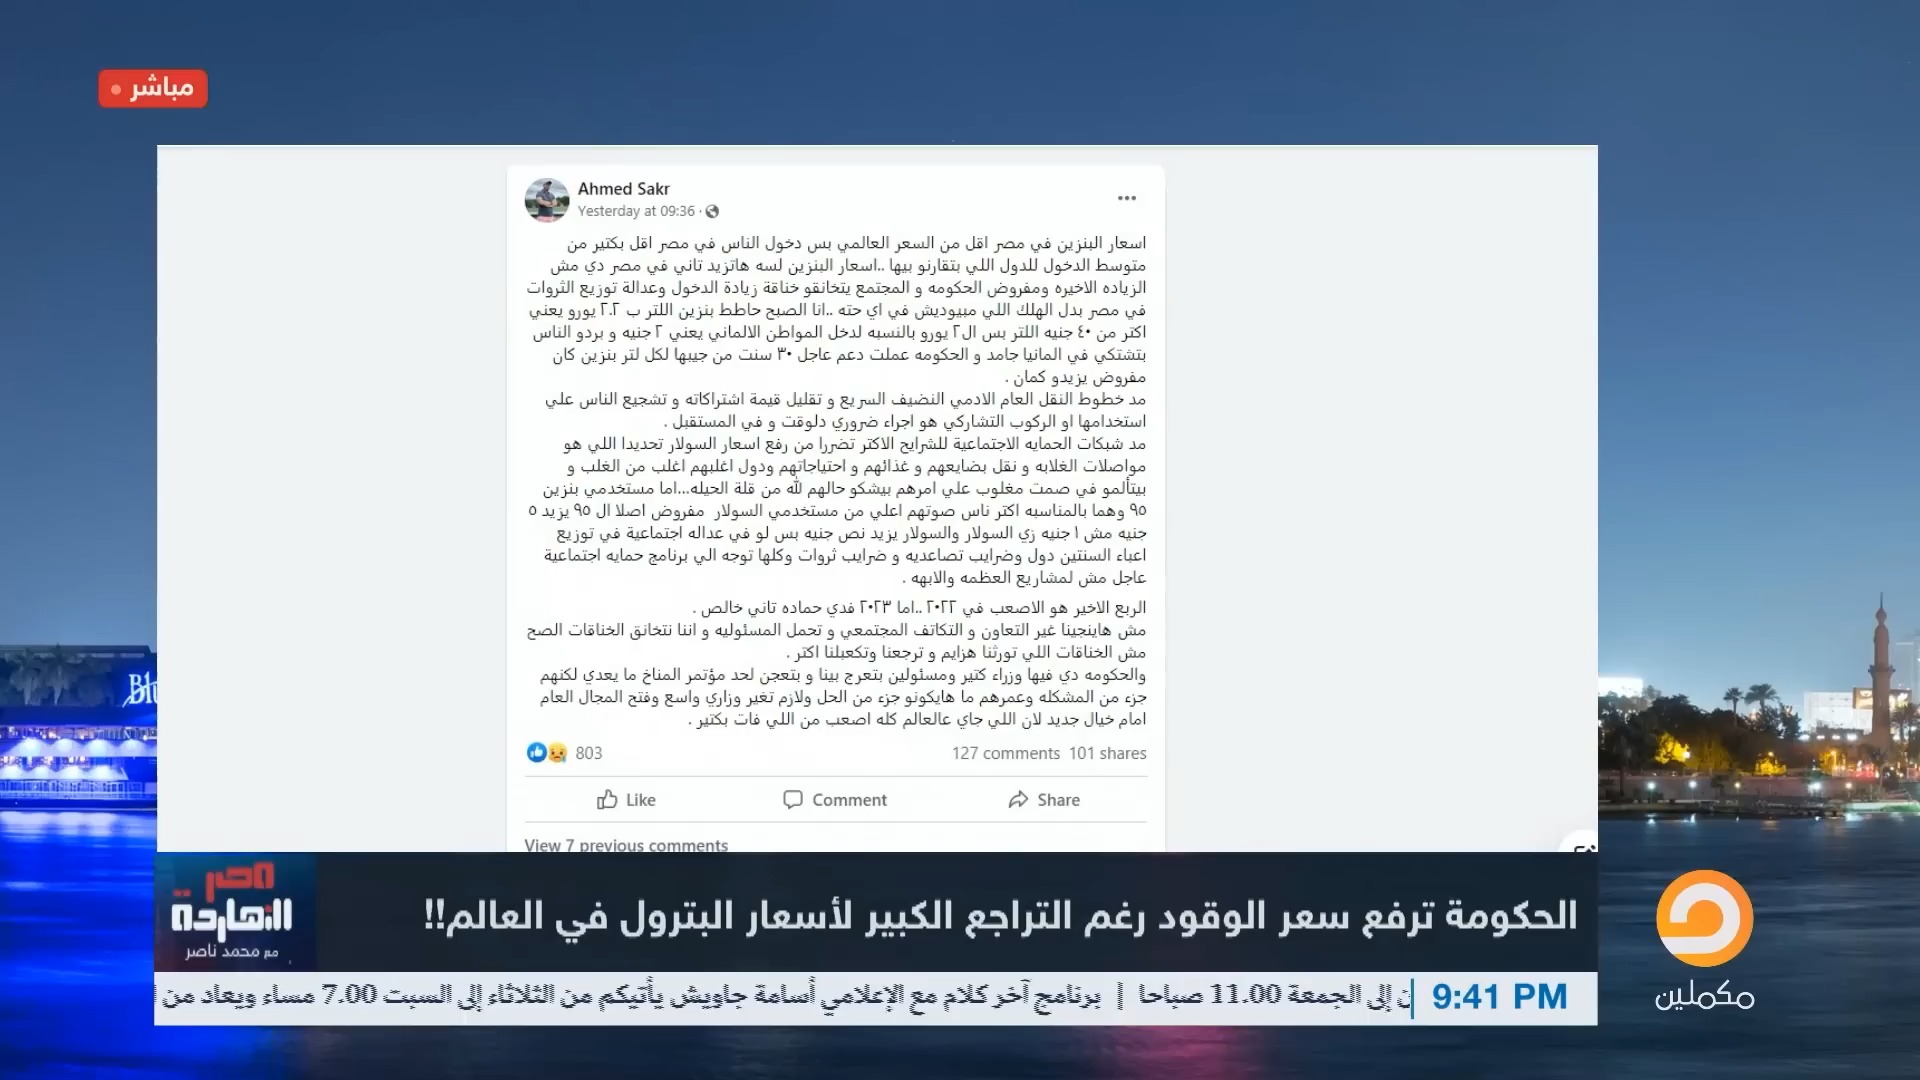 مباشر
Ahmed Sakr
Yesterday at 09:36 ·
اسعار البنزين في مصر اقل من السعر العالمي بس دخول الناس في مصر اقل بكتير من
متوسط الدخول للدول اللي بتقارنو بيها ..اسعار البنزين لسه هاتزيد تاني في مصر دي مش
الزياده الاخيره ومفروض الحكومه و المجتمع يتخانقو خناقة زيادة الدخول وعدالة توزيع الثروات
في مصر بدل الهلك اللي مبيوديش في اي حته ..انا الصبح حاطط بنزين اللتر ب ٢.٢ يورو يعني
اكتر من ٤٠ جنيه اللتر بس ال٢ يورو بالنسبه لدخل المواطن الالماني يعني ٢ جنيه و بردو الناس
بتشتكي في المانيا جامد و الحكومه عملت دعم عاجل ٣٠ سنت من جيبها لكل لتر بنزين كان
مفروض يزيدو كمان .
مد خطوط النقل العام الادمي النضيف السريع و تقليل قيمة اشتراكاته و تشجيع الناس علي
استخدامها او الركوب التشاركي هو اجراء ضروري دلوقت و في المستقبل .
مد شبكات الحمايه الاجتماعية للشرايح الاكتر تضررا من رفع اسعار السولار تحديدا اللي هو
مواصلات الغلابه و نقل بضايعهم و غذائهم و احتياجاتهم ودول اغلبهم اغلب من الغلب و
بيتألمو في صمت مغلوب علي امرهم بيشكو حالهم لله من قلة الحيله...اما مستخدمي بنزين
٩٥ وهما بالمناسبه اكتر ناس صوتهم اعلي من مستخدمي السولار مفروض اصلا ال ٩٥ يزيد ٥
جنيه مش ١ جنيه زي السولار والسولار يزيد نص جنيه بس لو في عداله اجتماعية في توزيع
اعباء السنتين دول وضرايب تصاعديه و ضرايب ثروات وكلها توجه الي برنامج حمايه اجتماعية
عاجل مش لمشاريع العظمه والابهه .
الربع الاخير هو الاصعب في ٢٠٢٢ ..اما ٢٠٢٣ فدي حماده تاني خالص .
مش هاينجينا غير التعاون و التكاتف المجتمعي و تحمل المسئوليه و اننا نتخانق الخناقات الصح
مش الخناقات اللي تورثنا هزايم و ترجعنا وتكعبلنا اكتر .
والحكومه دي فيها وزراء كتير ومسئولين بتعرج بينا و بتعجن لحد مؤتمر المناخ ما يعدي لكنهم
جزء من المشكله وعمرهم ما هايكونو جزء من الحل ولازم تغير وزاري واسع وفتح المجال العام
امام خيال جديد لان اللي جاي عالعالم كله اصعب من اللي فات بكتير .
803
127 comments 101 shares
Like Comment Share
View 7 previous comments
Blu
مصر النهاردة
مع محمد ناصر
الحكومة ترفع سعر الوقود رغم التراجع الكبير لأسعار البترول في العالم!!
9:41 PM
ن إلى الجمعة 11.00 صباحا | برنامج آخر كلام مع الإعلامي أسامة جاويش يأتيكم من الثلاثاء إلى السبت 7.00 مساء ويعاد من
مكملين